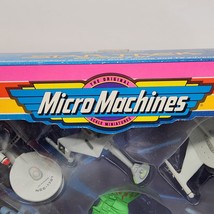 THE ORIGINAL
Micro Machines
SCALE MINIATURES